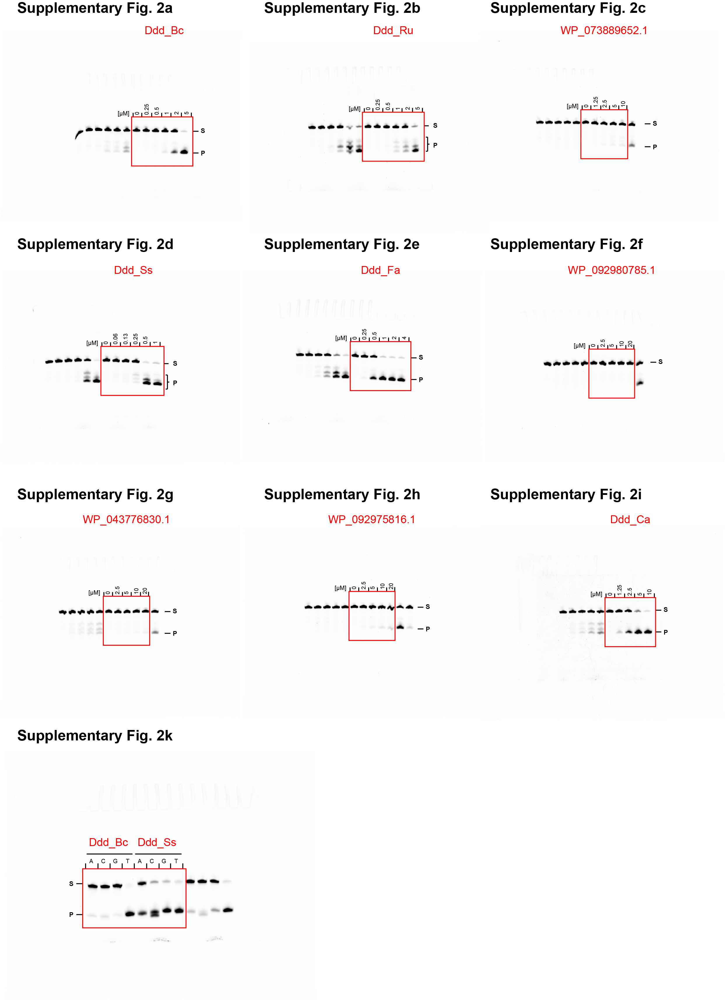 Supplementary Fig. 2a
Supplementary Fig. 2b
Supplementary Fig. 2c
Ddd_Bc
Ddd_Ru
WP_073889652.1
[µM] 0 0.25 0.5 1 2 5
S
P
[µM] 0 0.25 0.5 1 2 5
S
P
[µM] 0 1.25 2.5 5 10
S
P
Supplementary Fig. 2d
Supplementary Fig. 2e
Supplementary Fig. 2f
Ddd_Ss
Ddd_Fa
WP_092980785.1
[µM] 0 0.06 0.13 0.25 0.5 1
S
P
[µM] 0 0.25 0.5 1 2 4
S
P
[µM] 0 2.5 5 10 20
S
Supplementary Fig. 2g
Supplementary Fig. 2h
Supplementary Fig. 2i
WP_043776830.1
WP_092975816.1
Ddd_Ca
[µM] 0 2.5 5 10 20
S
P
[µM] 0 2.5 5 10 20
S
P
[µM] 0 1.25 2.5 5 10
S
P
Supplementary Fig. 2k
Ddd_Bc Ddd_Ss
A C G T A C G T
S
P